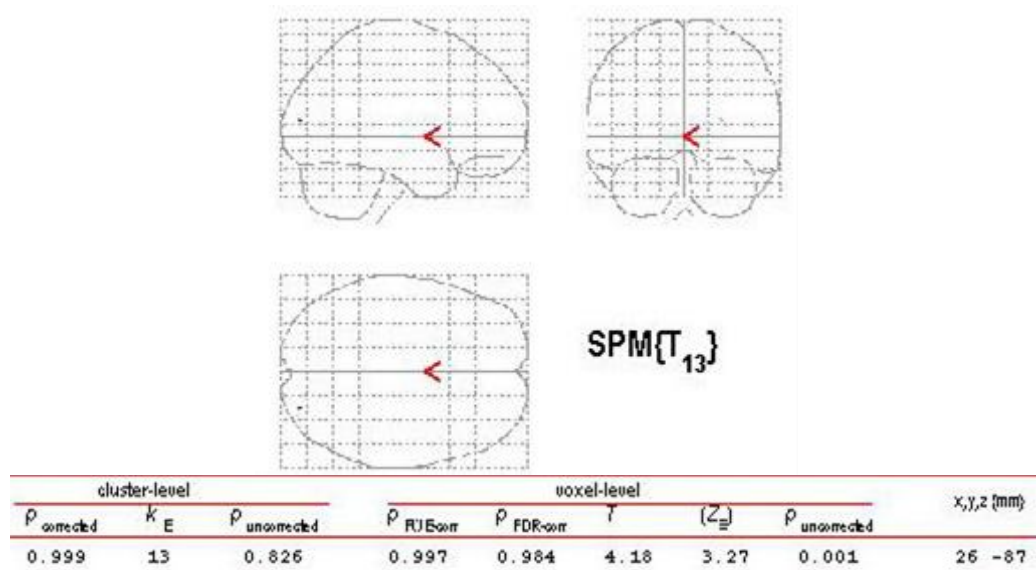 SPM{T13}
cluster-level voxel-level x,y,z {mm}
p corrected k E p uncorrected p FWE-corr p FDR-corr T (Z≡) p uncorrected
0.999 13 0.826 0.997 0.984 4.18 3.27 0.001 26 -87